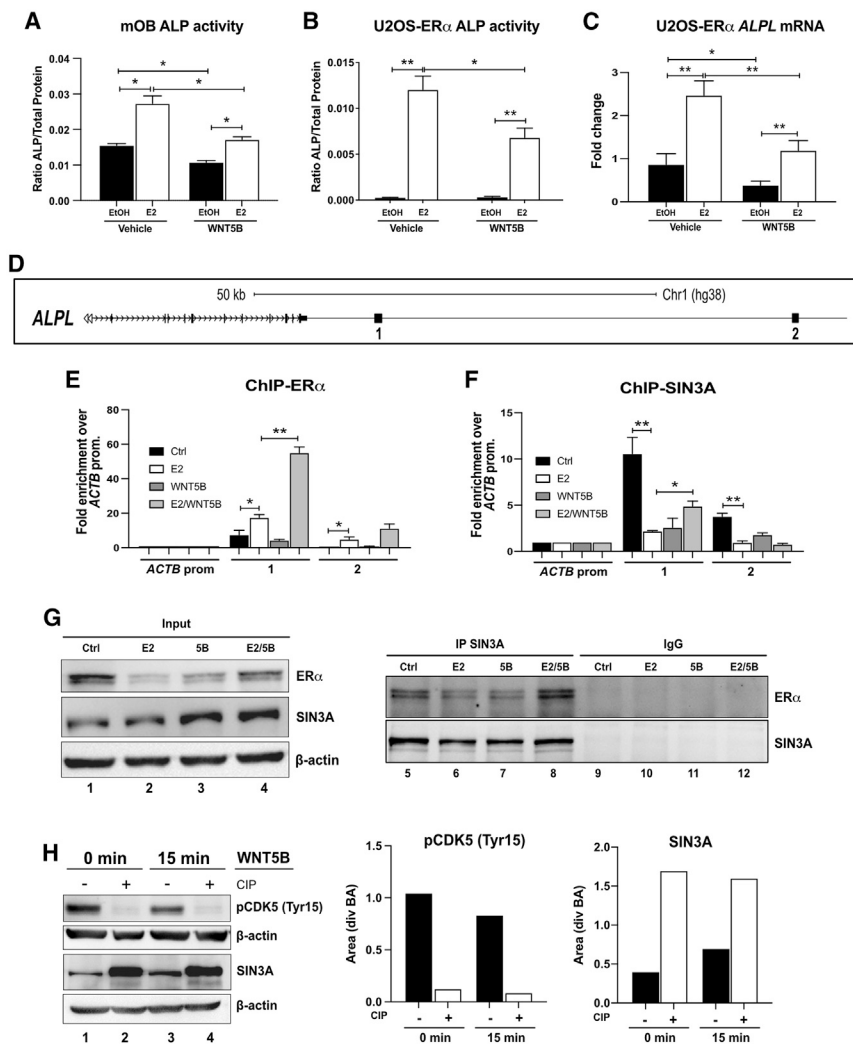 A
mOB ALP activity
Ratio ALP/Total Protein
0.04
0.03
0.02
0.01
0.00
*
*
*
*
EtOH E2 EtOH E2
Vehicle WNT5B
B
U2OS-ERα ALP activity
Ratio ALP/Total Protein
0.015
0.010
0.005
0.000
**
*
**
EtOH E2 EtOH E2
Vehicle WNT5B
C
U2OS-ERα ALPL mRNA
Fold change
3
2
1
0
*
**
**
**
EtOH E2 EtOH E2
Vehicle WNT5B
D
50 kb Chr1 (hg38)
ALPL
1 2
E
ChIP-ERα
Fold enrichment over
ACTB prom.
80
60
40
20
0
Ctrl
E2
WNT5B
E2/WNT5B
*
**
*
ACTB prom 1 2
F
ChIP-SIN3A
Fold enrichment over
ACTB prom.
15
10
5
0
Ctrl
E2
WNT5B
E2/WNT5B
**
*
**
ACTB prom 1 2
G
Input
Ctrl E2 5B E2/5B
ERα
SIN3A
β-actin
1 2 3 4
IP SIN3A IgG
Ctrl E2 5B E2/5B Ctrl E2 5B E2/5B
ERα
SIN3A
5 6 7 8 9 10 11 12
H
0 min 15 min WNT5B
- + - + CIP
pCDK5 (Tyr15)
β-actin
SIN3A
β-actin
1 2 3 4
pCDK5 (Tyr15)
Area (div BA)
1.5
1.0
0.5
0.0
CIP - + - +
0 min 15 min
SIN3A
Area (div BA)
2.0
1.5
1.0
0.5
0.0
CIP - + - +
0 min 15 min